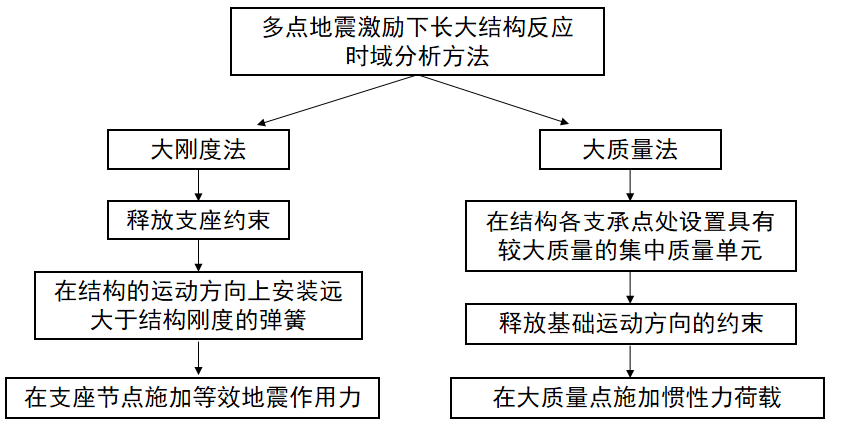 多点地震激励下长大结构反应
时域分析方法
大刚度法
释放支座约束
在结构的运动方向上安装远
大于结构刚度的弹簧
在支座节点施加等效地震作用力
大质量法
在结构各支承点处设置具有
较大质量的集中质量单元
释放基础运动方向的约束
在大质量点施加惯性力荷载